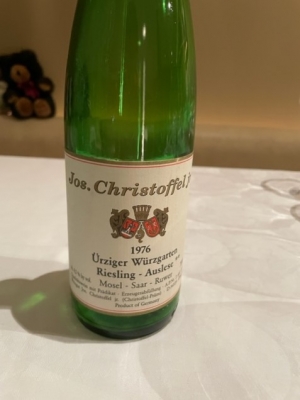 Jos. Christoffel jr
1976
Ürziger Würzgarten
Riesling - Auslese
Mosel - Saar - Ruwer
Product of Germany